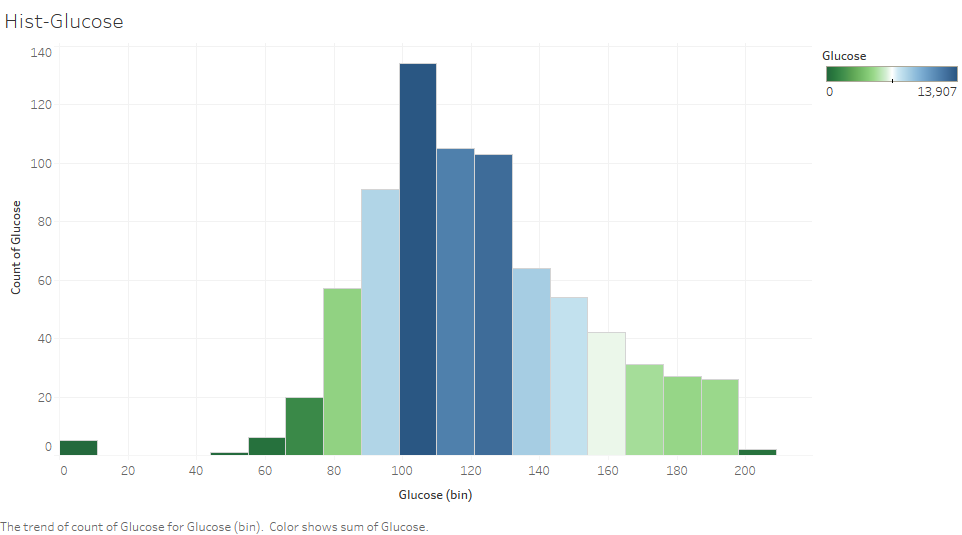 Hist-Glucose
Glucose
0 13,907
140
120
100
80
60
40
20
0
Count of Glucose
0 20 40 60 80 100 120 140 160 180 200
Glucose (bin)
The trend of count of Glucose for Glucose (bin). Color shows sum of Glucose.